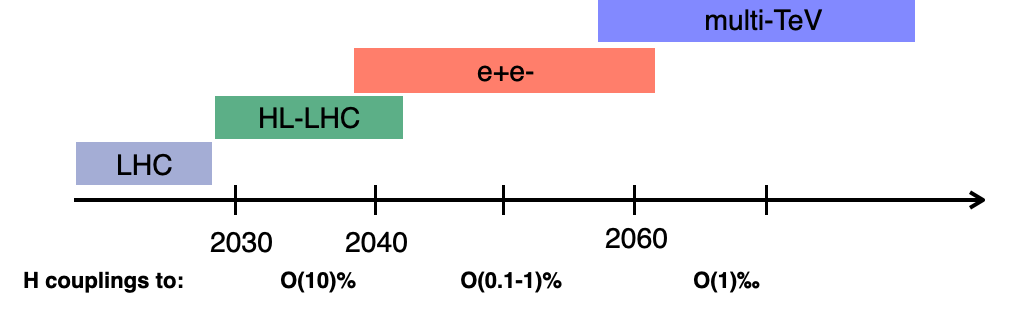 multi-TeV
e+e-
HL-LHC
LHC
2030 2040 2060
H couplings to: O(10)% O(0.1-1)% O(1)‰